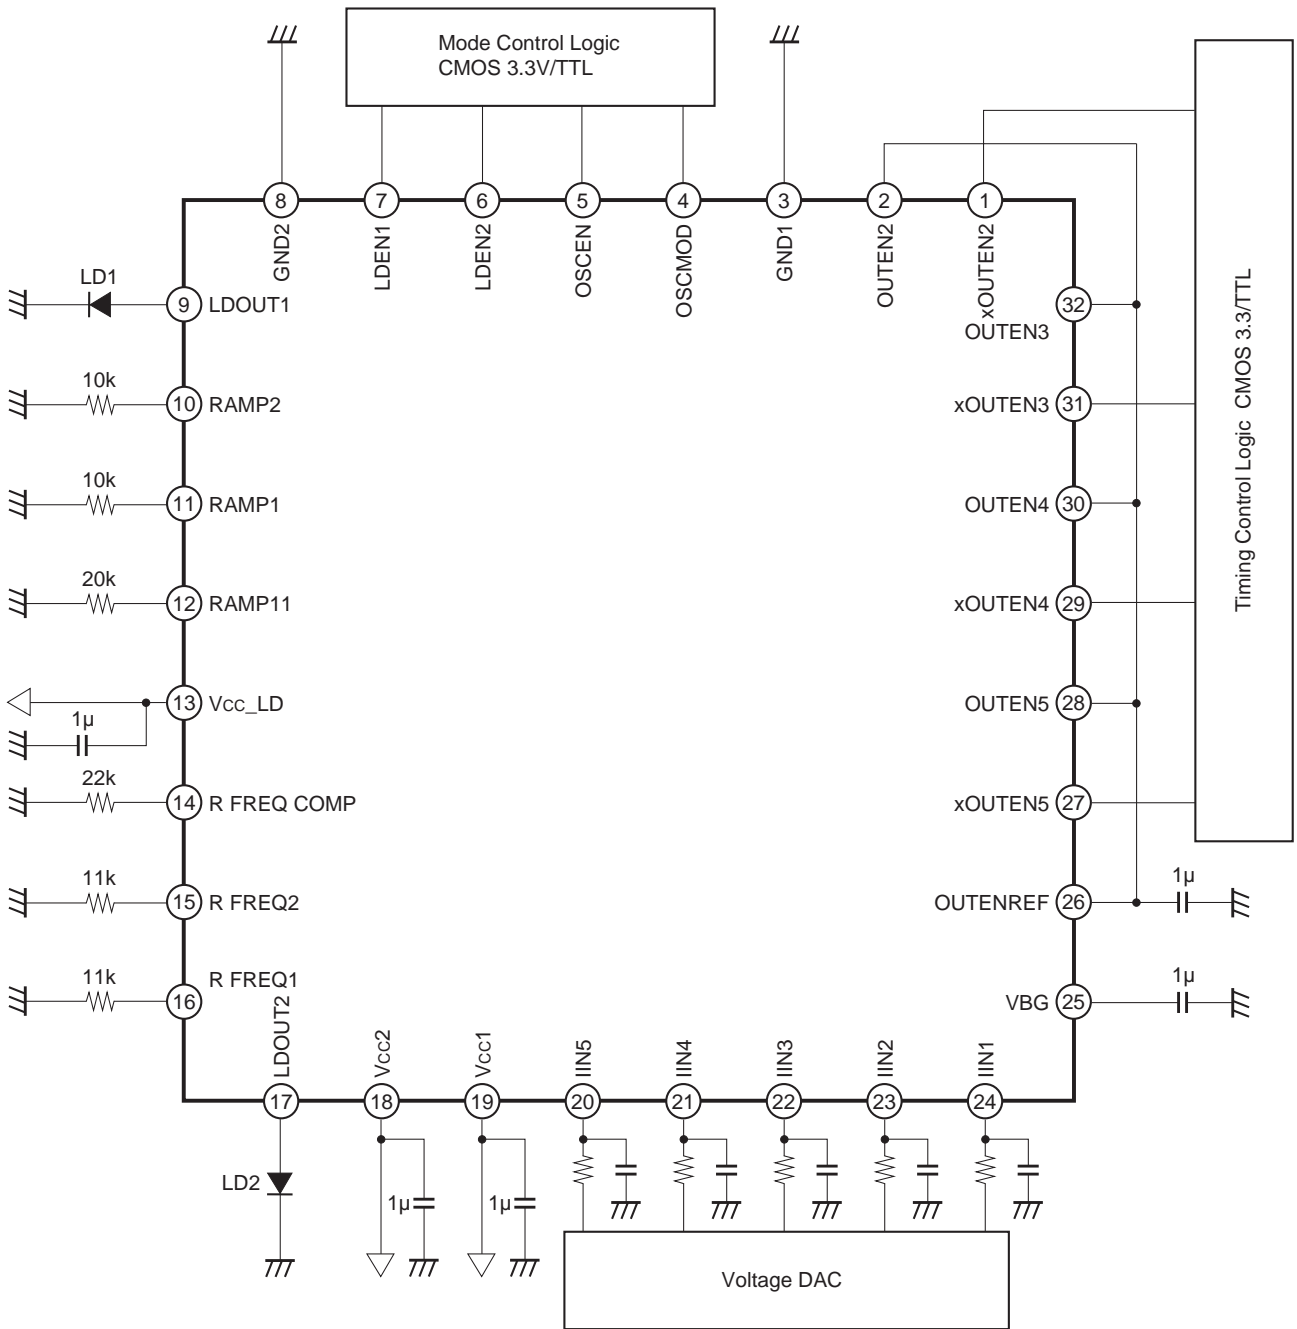 Mode Control Logic
CMOS 3.3V/TTL
8
7
6
5
4
3
2
1
GND2
LDEN1
LDEN2
OSCEN
OSCMOD
GND1
OUTEN2
xOUTEN2
LD1
9 LDOUT1
10k
10 RAMP2
10k
11 RAMP1
20k
12 RAMP11
13 VCC_LD
1µ
22k
14 R FREQ COMP
11k
15 R FREQ2
11k
16 R FREQ1
32
OUTEN3
xOUTEN3 31
OUTEN4 30
xOUTEN4 29
OUTEN5 28
xOUTEN5 27
OUTENREF 26
1µ
VBG 25
1µ
Timing Control Logic CMOS 3.3/TTL
LDOUT2
VCC2
VCC1
IIN5
IIN4
IIN3
IIN2
IIN1
17
18
19
20
21
22
23
24
LD2
1µ
1µ
Voltage DAC